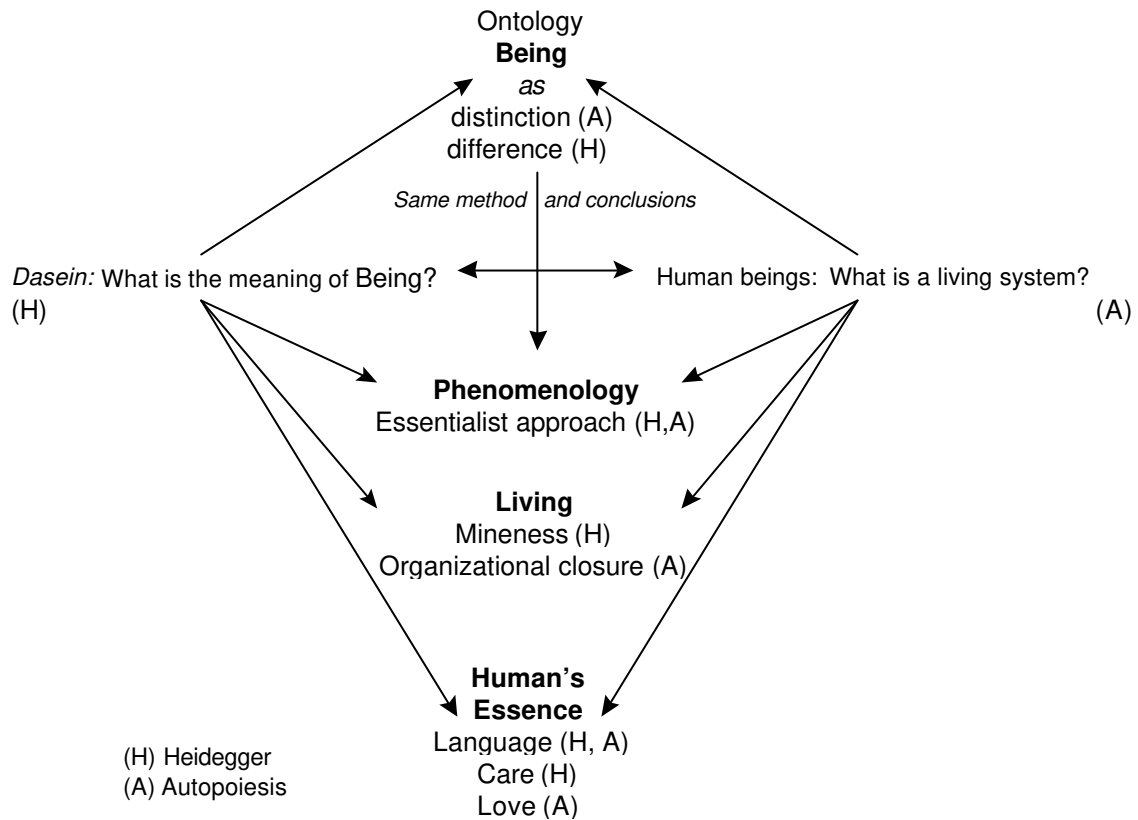 Ontology
Being
as
distinction (A)
difference (H)
Same method and conclusions
Dasein: What is the meaning of Being?
(H)
Human beings: What is a living system?
(A)
Phenomenology
Essentialist approach (H,A)
Living
Mineness (H)
Organizational closure (A)
Human’s
Essence
Language (H, A)
Care (H)
Love (A)
(H) Heidegger
(A) Autopoiesis